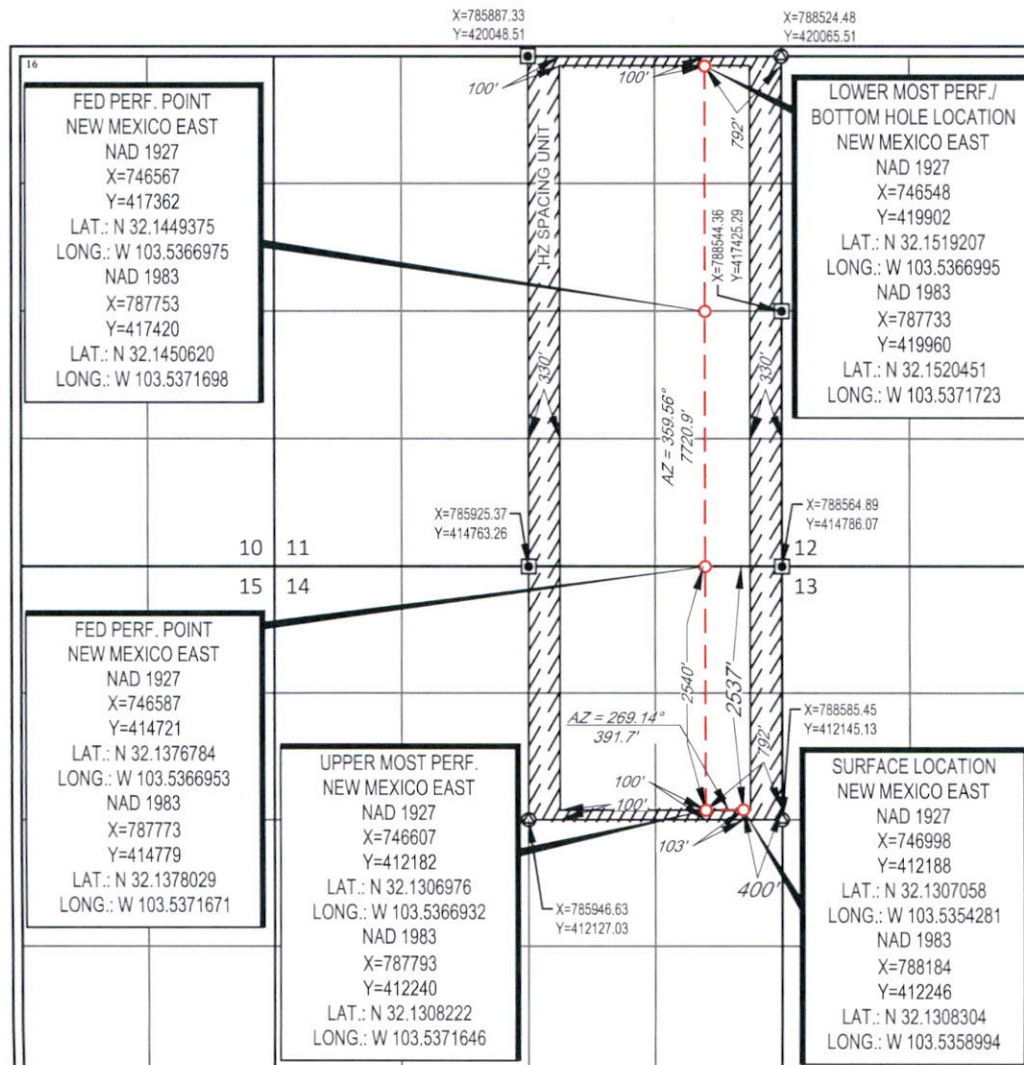 X=785887.33
Y=420048.51
X=788524.48
Y=420065.51
16
100'
100'
792'
FED PERF. POINT
NEW MEXICO EAST
NAD 1927
X=746567
Y=417362
LAT.: N 32.1449375
LONG.: W 103.5366975
NAD 1983
X=787753
Y=417420
LAT.: N 32.1450620
LONG.: W 103.5371698
HZ SPACING UNIT
LOWER MOST PERF./
BOTTOM HOLE LOCATION
NEW MEXICO EAST
NAD 1927
X=746548
Y=419902
LAT.: N 32.1519207
LONG.: W 103.5366995
NAD 1983
X=787733
Y=419960
LAT.: N 32.1520451
LONG.: W 103.5371723
X=788544.36
Y=417425.29
330'
330'
AZ = 359.56°
7720.9'
X=785925.37
Y=414763.26
X=788564.89
Y=414786.07
10 11
12
15 14
13
FED PERF. POINT
NEW MEXICO EAST
NAD 1927
X=746587
Y=414721
LAT.: N 32.1376784
LONG.: W 103.5366953
NAD 1983
X=787773
Y=414779
LAT.: N 32.1378029
LONG.: W 103.5371671
2540'
2537'
AZ = 269.14°
391.7'
792'
X=788585.45
Y=412145.13
100'
100'
103'
400'
UPPER MOST PERF.
NEW MEXICO EAST
NAD 1927
X=746607
Y=412182
LAT.: N 32.1306976
LONG.: W 103.5366932
NAD 1983
X=787793
Y=412240
LAT.: N 32.1308222
LONG.: W 103.5371646
X=785946.63
Y=412127.03
SURFACE LOCATION
NEW MEXICO EAST
NAD 1927
X=746998
Y=412188
LAT.: N 32.1307058
LONG.: W 103.5354281
NAD 1983
X=788184
Y=412246
LAT.: N 32.1308304
LONG.: W 103.5358994